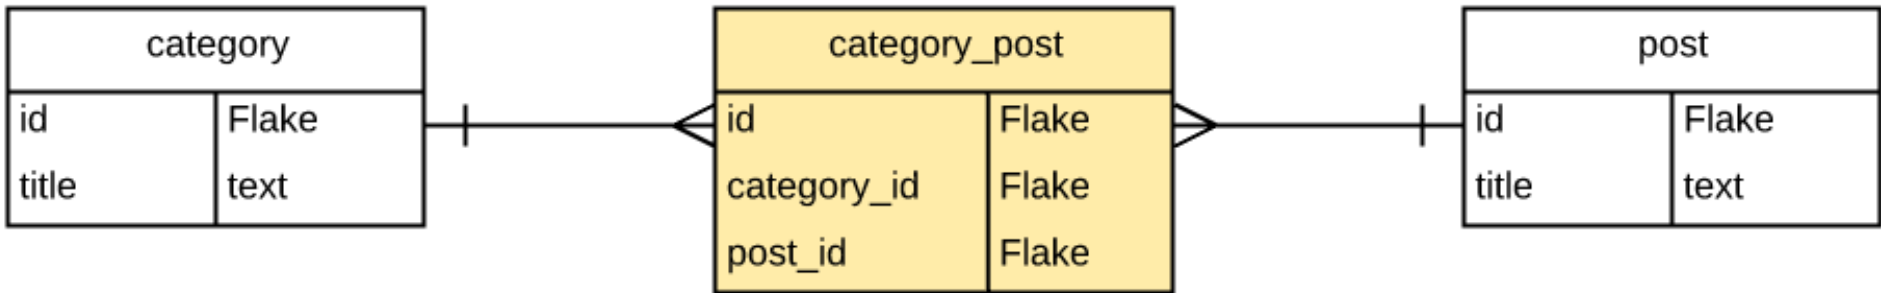 category
id Flake
title text
category_post
id Flake
category_id Flake
post_id Flake
post
id Flake
title text